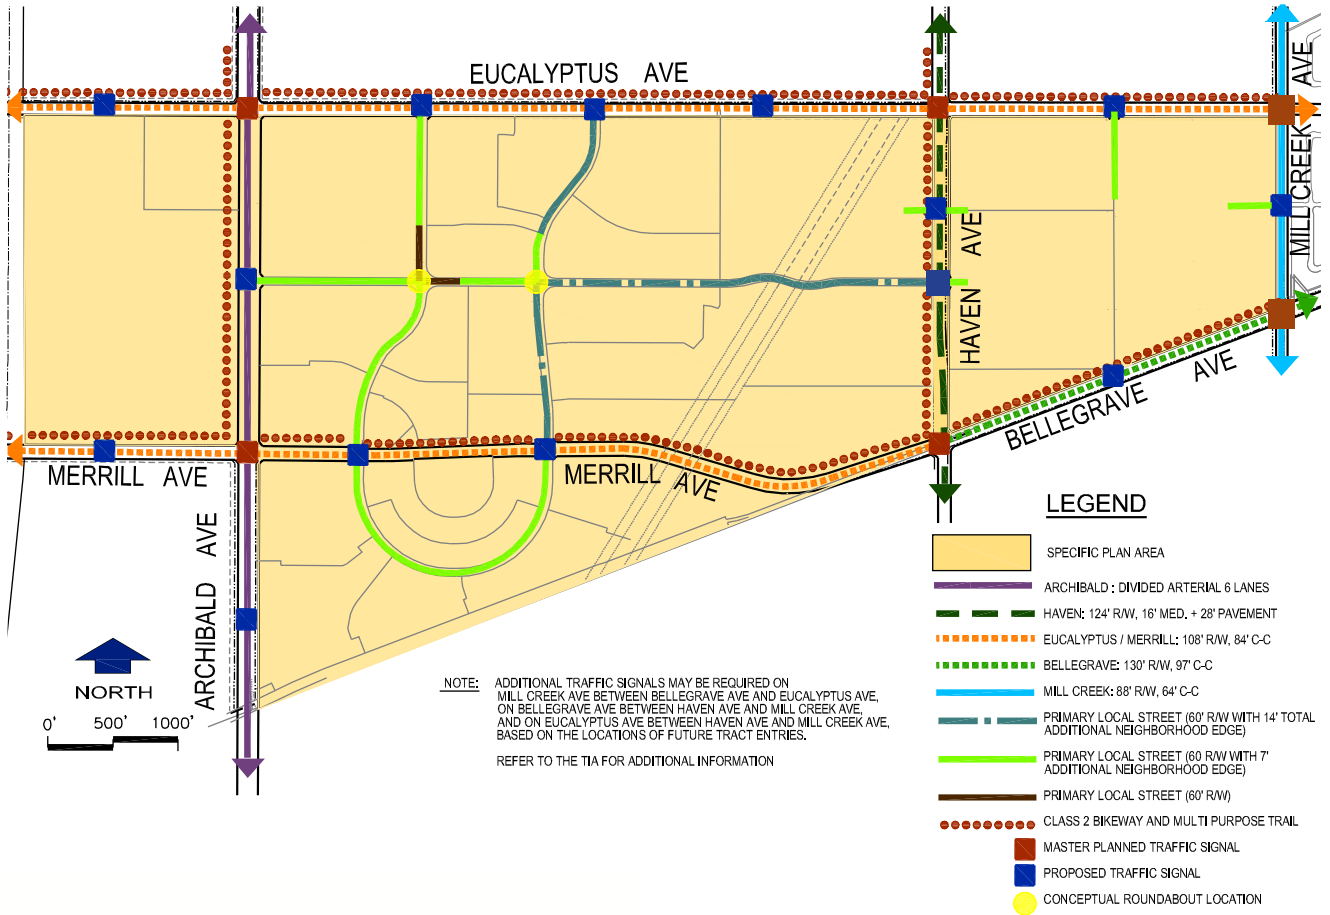 EUCALYPTUS AVE
MILL CREEK AVE
HAVEN AVE
BELLEGRAVE AVE
MERRILL AVE
MERRILL AVE
ARCHIBALD AVE
NORTH
0' 500' 1000'
NOTE: ADDITIONAL TRAFFIC SIGNALS MAY BE REQUIRED ON
MILL CREEK AVE BETWEEN BELLEGRAVE AVE AND EUCALYPTUS AVE,
ON BELLEGRAVE AVE BETWEEN HAVEN AVE AND MILL CREEK AVE,
AND ON EUCALYPTUS AVE BETWEEN HAVEN AVE AND MILL CREEK AVE,
BASED ON THE LOCATIONS OF FUTURE TRACT ENTRIES.
REFER TO THE TIA FOR ADDITIONAL INFORMATION
LEGEND
SPECIFIC PLAN AREA
ARCHIBALD : DIVIDED ARTERIAL 6 LANES
HAVEN: 124' R/W, 16' MED. + 28' PAVEMENT
EUCALYPTUS / MERRILL: 108' R/W, 84' C-C
BELLEGRAVE: 130' R/W, 97' C-C
MILL CREEK: 88' R/W, 64' C-C
PRIMARY LOCAL STREET (60' R/W WITH 14' TOTAL
ADDITIONAL NEIGHBORHOOD EDGE)
PRIMARY LOCAL STREET (60 R/W WITH 7'
ADDITIONAL NEIGHBORHOOD EDGE)
PRIMARY LOCAL STREET (60' R/W)
CLASS 2 BIKEWAY AND MULTI PURPOSE TRAIL
MASTER PLANNED TRAFFIC SIGNAL
PROPOSED TRAFFIC SIGNAL
CONCEPTUAL ROUNDABOUT LOCATION